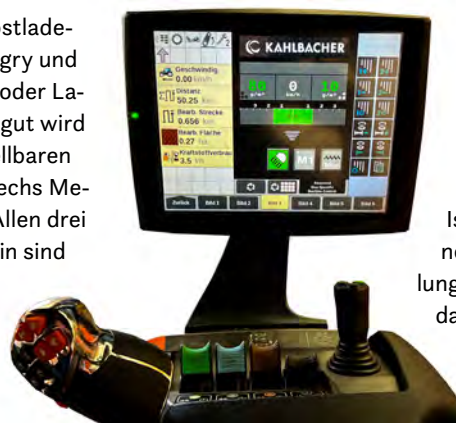 ostlade-
gry und
oder La-
gut wird
llbaren
echs Me-
Allen drei
in sind
KAHLBACHER
Geschwindig.
0.00 km/h
Distanz
50.25 km
Bearb. Strecke
0.656 km
Bearb. Fläche
0.27 ha
Kraftstoffverbrau
3.5 l/h
0
M1
Zurück Bild 1 Bild 2 Bild 3 Bild 4 Bild 5 Bild 6
Is
ne
lung
da